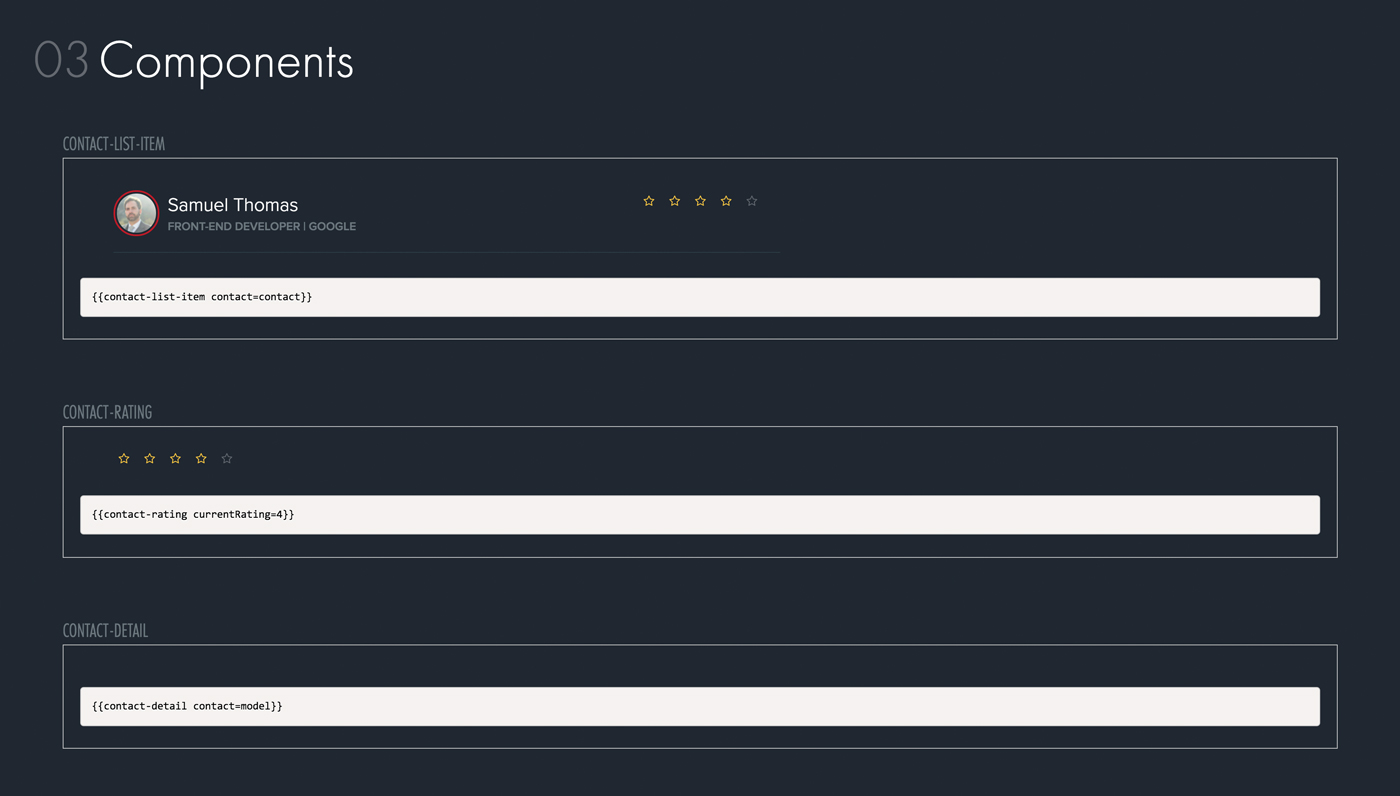 03 Components
CONTACT-LIST-ITEM
Samuel Thomas
FRONT-END DEVELOPER | GOOGLE
{{contact-list-item contact=contact}}
CONTACT-RATING
{{contact-rating currentRating=4}}
CONTACT-DETAIL
{{contact-detail contact=model}}